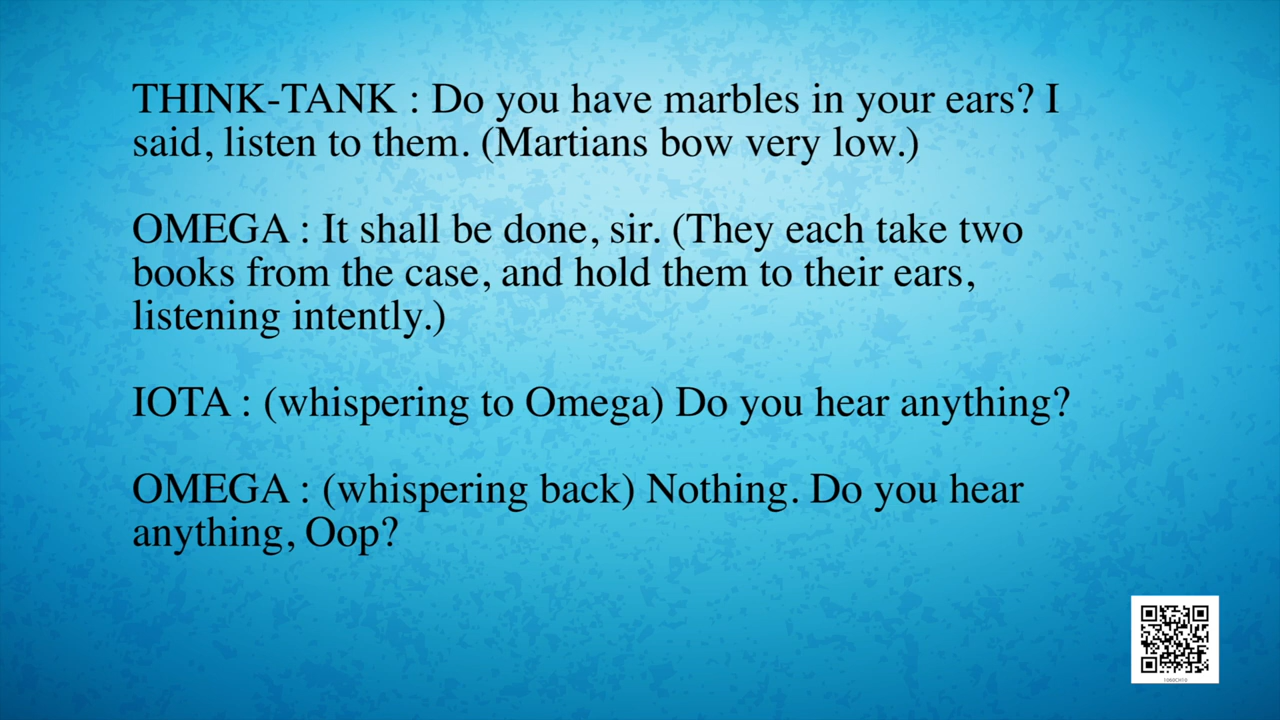 THINK-TANK : Do you have marbles in your ears? I
said, listen to them. (Martians bow very low.)
OMEGA : It shall be done, sir. (They each take two
books from the case, and hold them to their ears,
listening intently.)
IOTA : (whispering to Omega) Do you hear anything?
OMEGA : (whispering back) Nothing. Do you hear
anything, Oop?